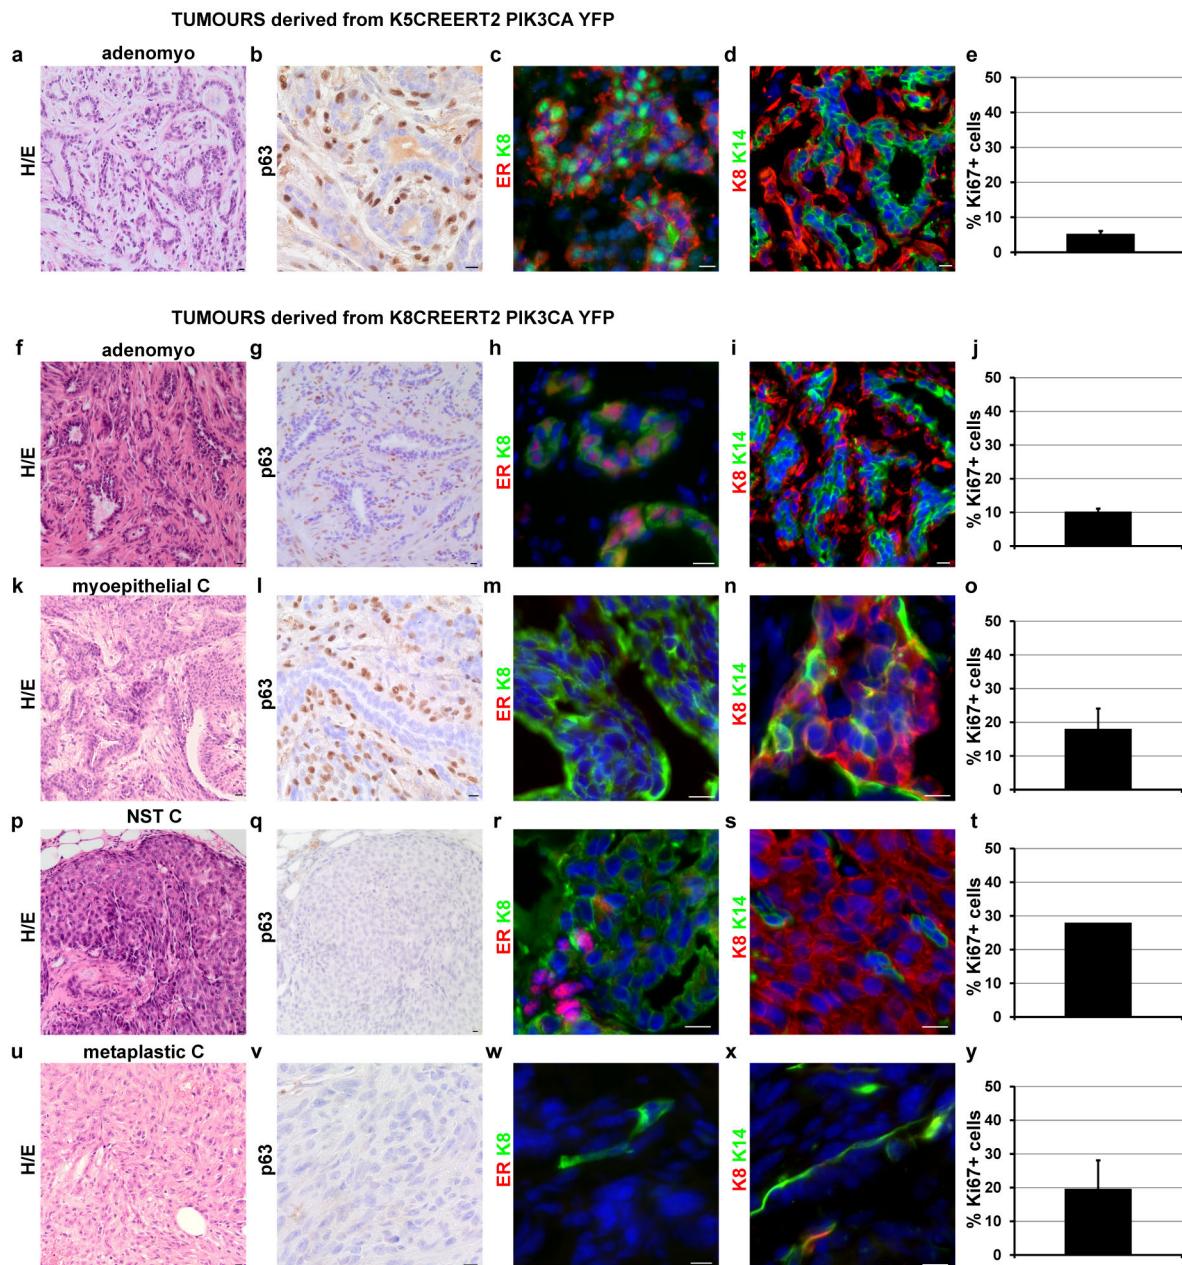 TUMOURS derived from K5CREERT2 PIK3CA YFP
a adenomyo b c d e
H/E
p63
ER K8
K8 K14
% Ki67+ cells
50
40
30
20
10
0
TUMOURS derived from K8CREERT2 PIK3CA YFP
f adenomyo g h i j
H/E
p63
ER K8
K8 K14
% Ki67+ cells
50
40
30
20
10
0
k myoepithelial C l m n o
H/E
p63
ER K8
K8 K14
% Ki67+ cells
50
40
30
20
10
0
p NST C q r s t
H/E
p63
ER K8
K8 K14
% Ki67+ cells
50
40
30
20
10
0
u metaplastic C v w x y
H/E
p63
ER K8
K8 K14
% Ki67+ cells
50
40
30
20
10
0